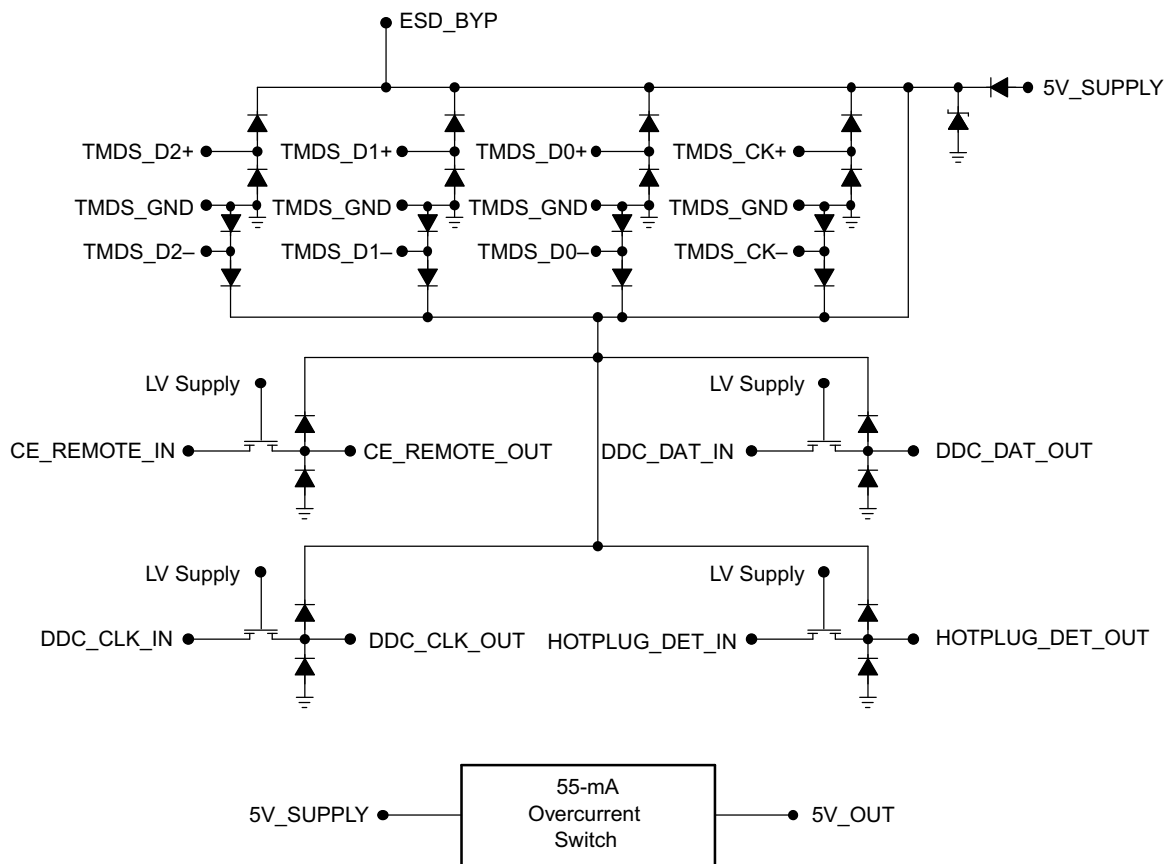 ESD_BYP
5V_SUPPLY
TMDS_D2+
TMDS_D1+
TMDS_D0+
TMDS_CK+
TMDS_GND
TMDS_GND
TMDS_GND
TMDS_GND
TMDS_D2–
TMDS_D1–
TMDS_D0–
TMDS_CK–
LV Supply
LV Supply
CE_REMOTE_IN
CE_REMOTE_OUT
DDC_DAT_IN
DDC_DAT_OUT
LV Supply
LV Supply
DDC_CLK_IN
DDC_CLK_OUT
HOTPLUG_DET_IN
HOTPLUG_DET_OUT
55-mA
Overcurrent
Switch
5V_SUPPLY
5V_OUT